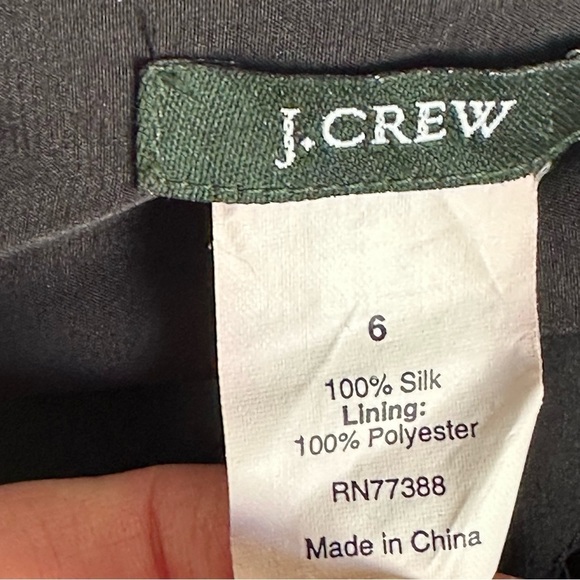 J.CREW
6
100% Silk
Lining:
100% Polyester
RN77388
Made in China